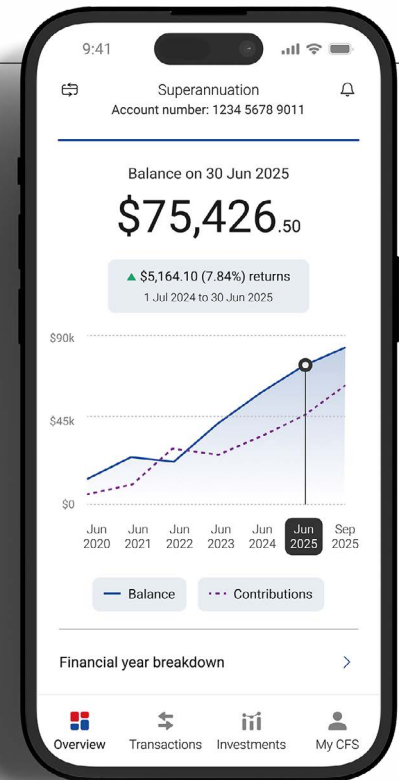 9:41
Superannuation
Account number: 1234 5678 9011
Balance on 30 Jun 2025
$75,426.50
▲ $5,164.10 (7.84%) returns
1 Jul 2024 to 30 Jun 2025
$90k
$45k
$0
Jun 2020
Jun 2021
Jun 2022
Jun 2023
Jun 2024
Jun 2025
Sep 2025
Balance
Contributions
Financial year breakdown
Overview
Transactions
Investments
My CFS